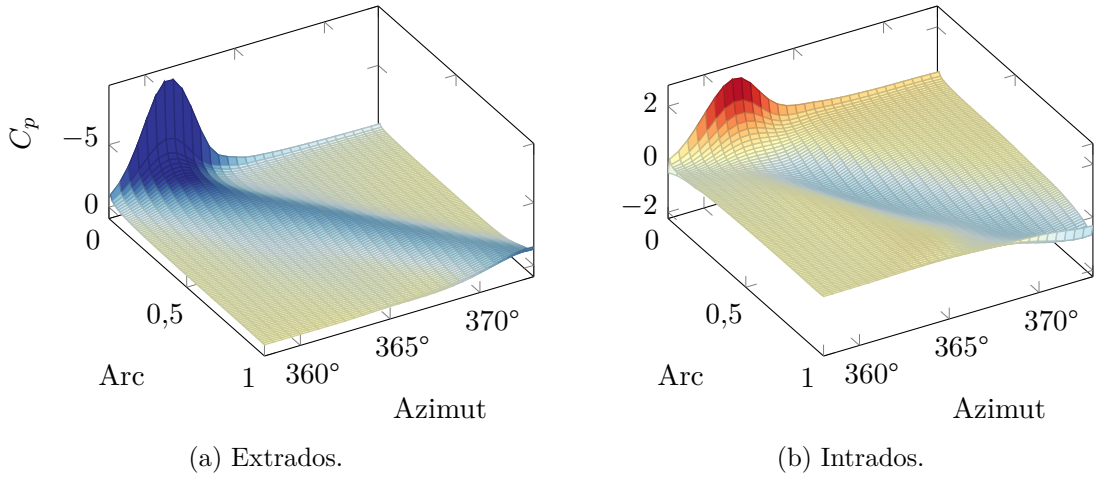 C_p
−5
0
0
0,5
1
Arc
360°
365°
370°
Azimut
(a) Extrados.
2
0
−2
0
0,5
1
Arc
360°
365°
370°
Azimut
(b) Intrados.